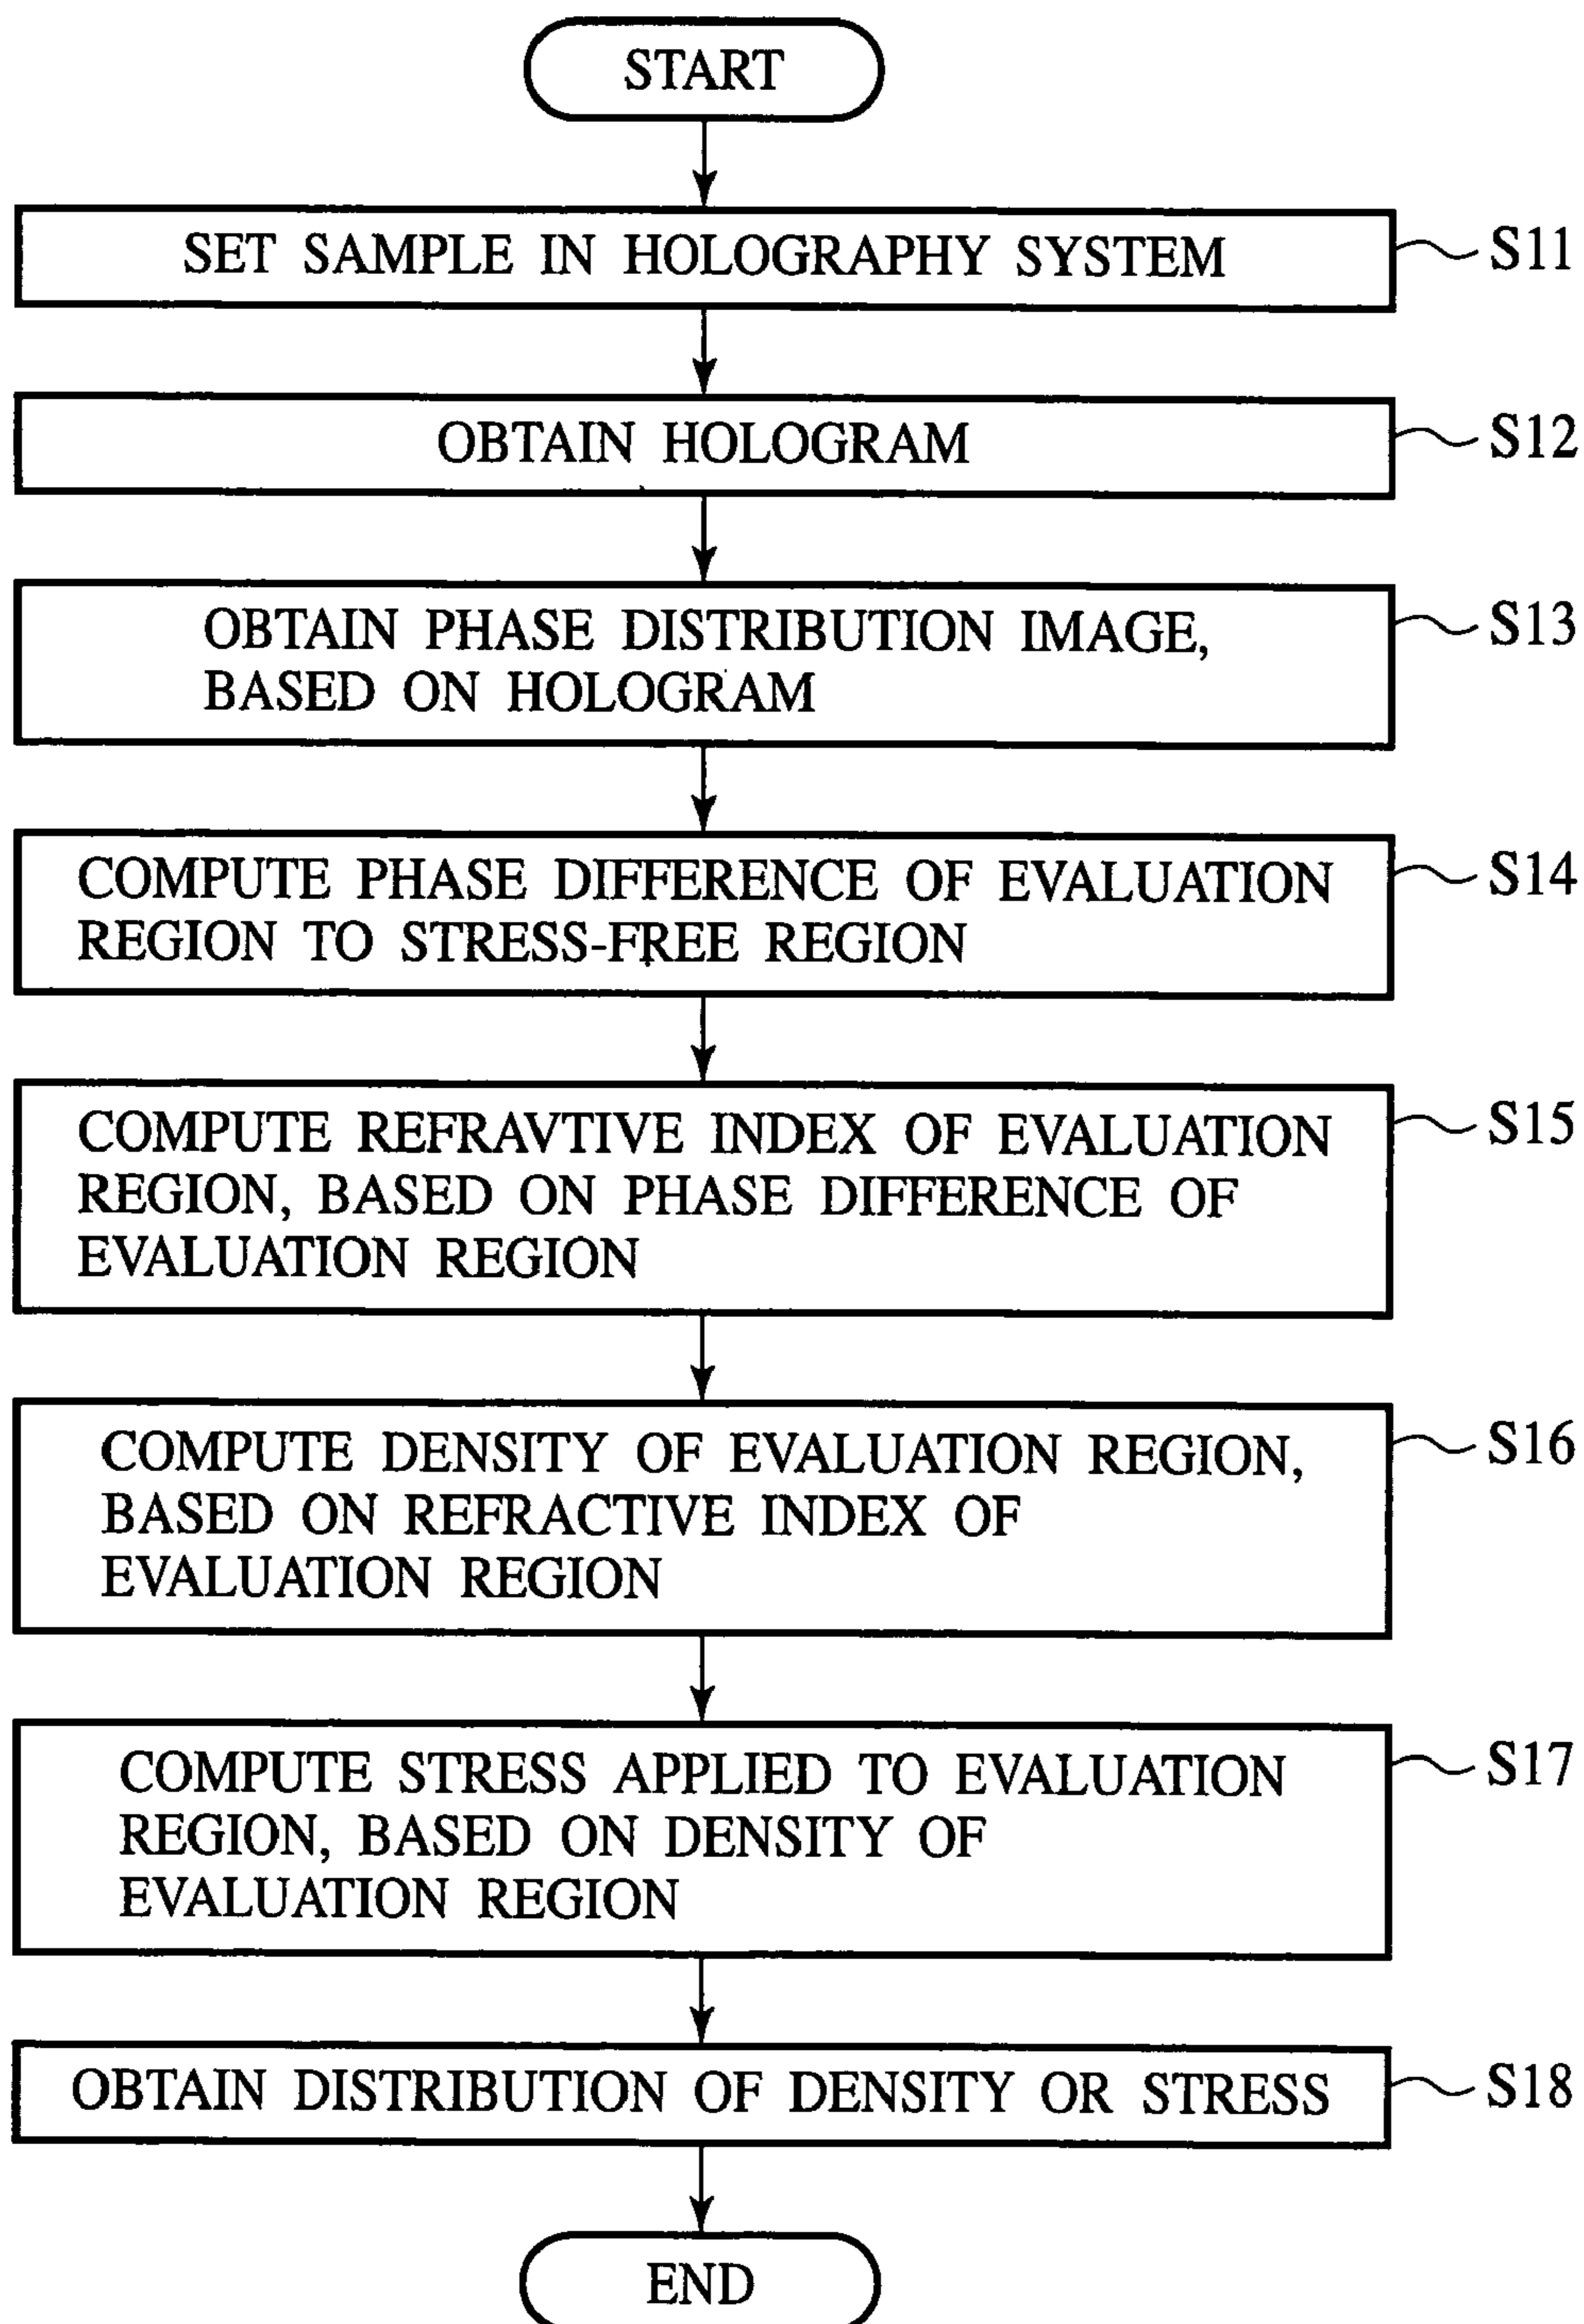 START
SET SAMPLE IN HOLOGRAPHY SYSTEM
S11
OBTAIN HOLOGRAM
S12
OBTAIN PHASE DISTRIBUTION IMAGE,
BASED ON HOLOGRAM
S13
COMPUTE PHASE DIFFERENCE OF EVALUATION
REGION TO STRESS-FREE REGION
S14
COMPUTE REFRAVTIVE INDEX OF EVALUATION
REGION, BASED ON PHASE DIFFERENCE OF
EVALUATION REGION
S15
COMPUTE DENSITY OF EVALUATION REGION,
BASED ON REFRACTIVE INDEX OF
EVALUATION REGION
S16
COMPUTE STRESS APPLIED TO EVALUATION
REGION, BASED ON DENSITY OF
EVALUATION REGION
S17
OBTAIN DISTRIBUTION OF DENSITY OR STRESS
S18
END